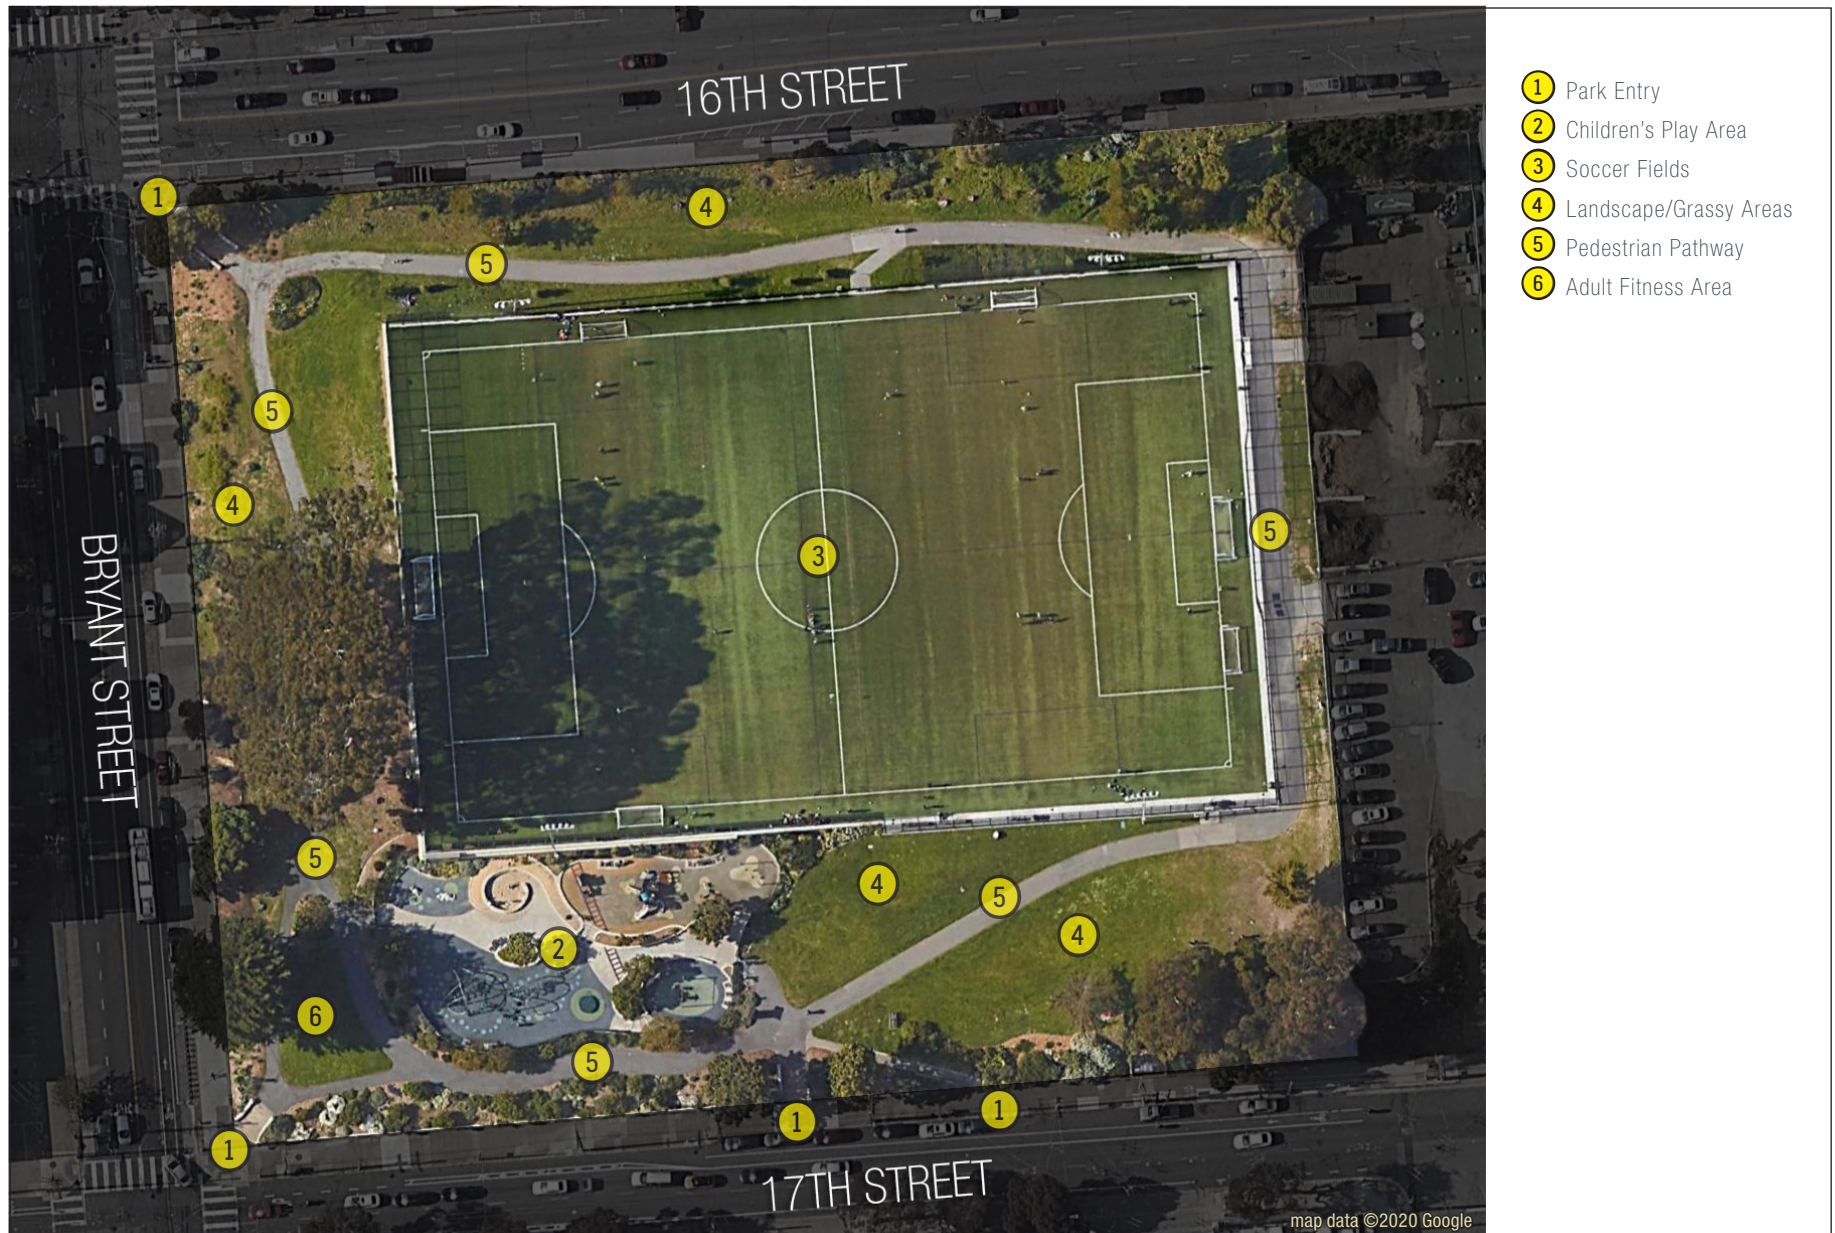 16TH STREET
1
4
5
5
4
3
5
BRYANT STREET
5
4
5
2
4
6
5
1
1
1
17TH STREET
map data ©2020 Google
1 Park Entry
2 Children's Play Area
3 Soccer Fields
4 Landscape/Grassy Areas
5 Pedestrian Pathway
6 Adult Fitness Area